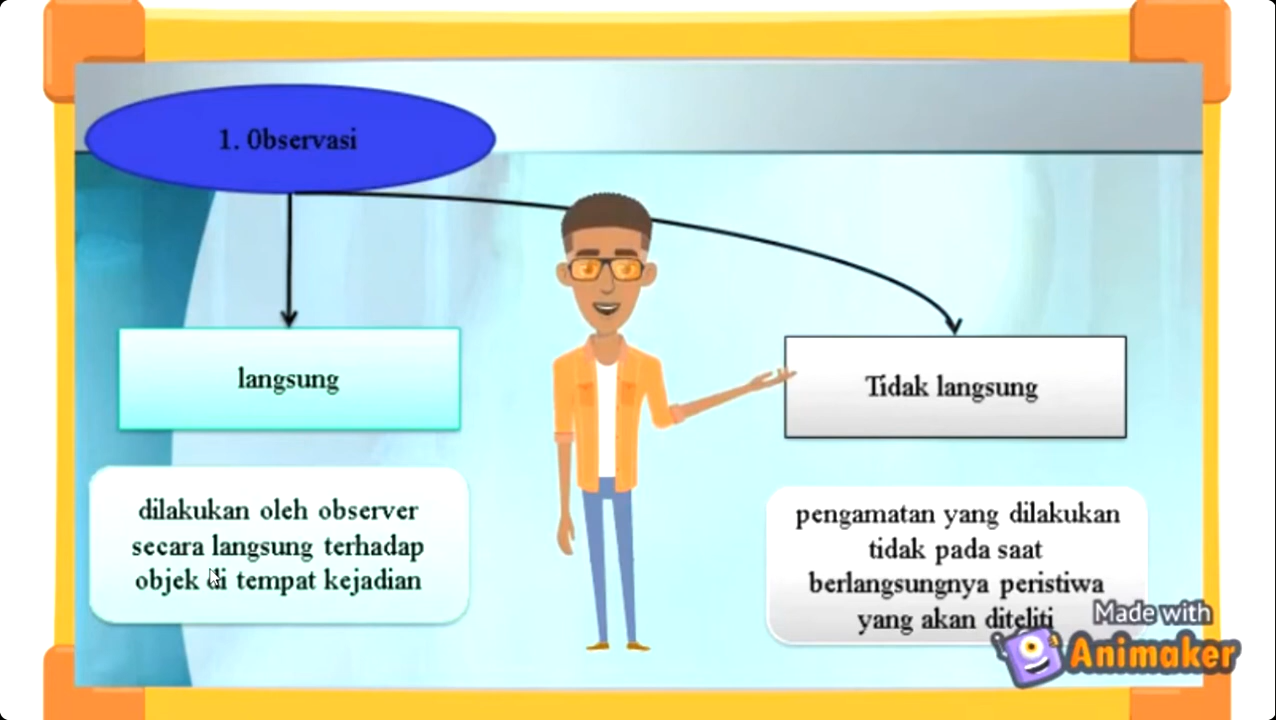 1. 0bservasi
langsung
Tidak langsung
dilakukan oleh observer
secara langsung terhadap
objek di tempat kejadian
pengamatan yang dilakukan
tidak pada saat
berlangsungnya peristiwa
yang akan diteliti
Made with
Animaker